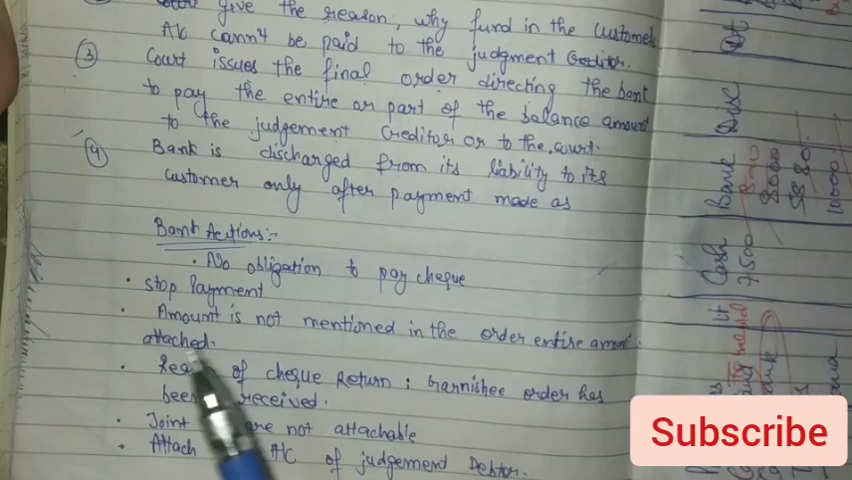 give the reason, why fund in the customers
A/c cann't be paid to the judgment Creditor.
③ Court issues the final order directing the bank
to pay the entire or part of the balance amount
to the judgement Creditor or to the court.
④ Bank is discharged from its liability to its
customer only after payment made as
Bank Actions:-
• No obligation to pay cheque
• Stop Payment
• Amount is not mentioned in the order entire amount
attached.
• of cheque Return : Garnishee order has
been received.
• Joint are not attachable
• Attach A/C of judgement Debtor.
Disc
Bank
8000
5880
10000
Cash
7500
Subscribe